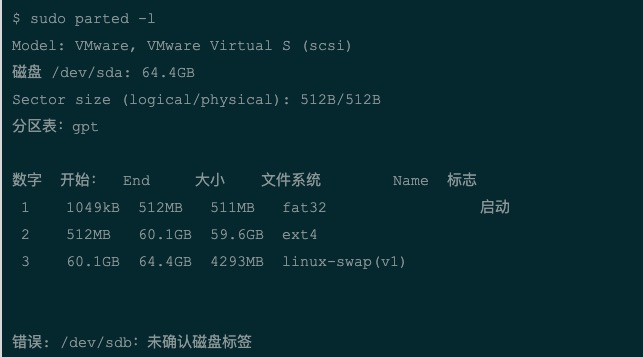 $ sudo parted -l
Model: VMware, VMware Virtual S (scsi)
磁盘 /dev/sda: 64.4GB
Sector size (logical/physical): 512B/512B
分区表：gpt
数字  开始：  End     大小    文件系统        Name  标志
 1    1049kB  512MB   511MB   fat32                 启动
 2    512MB   60.1GB  59.6GB  ext4
 3    60.1GB  64.4GB  4293MB  linux-swap(v1)
错误: /dev/sdb：未确认磁盘标签